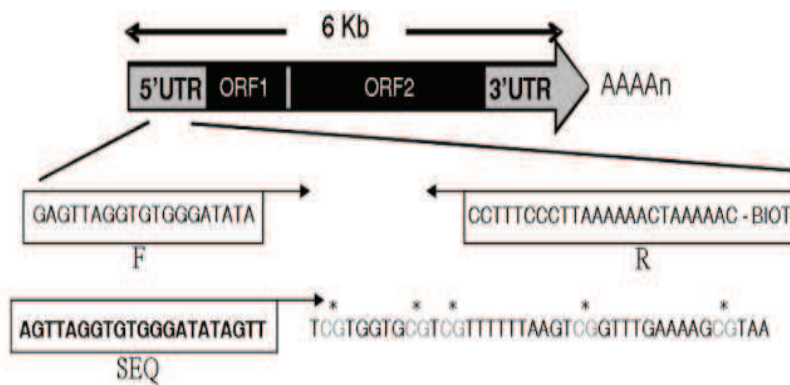 6 Kb
5'UTR ORF1 ORF2 3'UTR AAAAn
GAGTTAGGTGTGGGATATA CCTTTCCCTTAAAAAACTAAAAAC - BIOT
F R
* * * * *
AGTTAGGTGTGGGATATAGTT TCGTGGTGCGTCGTTTTTTAAGTCGGTTTGAAAAGCGTAA
SEQ